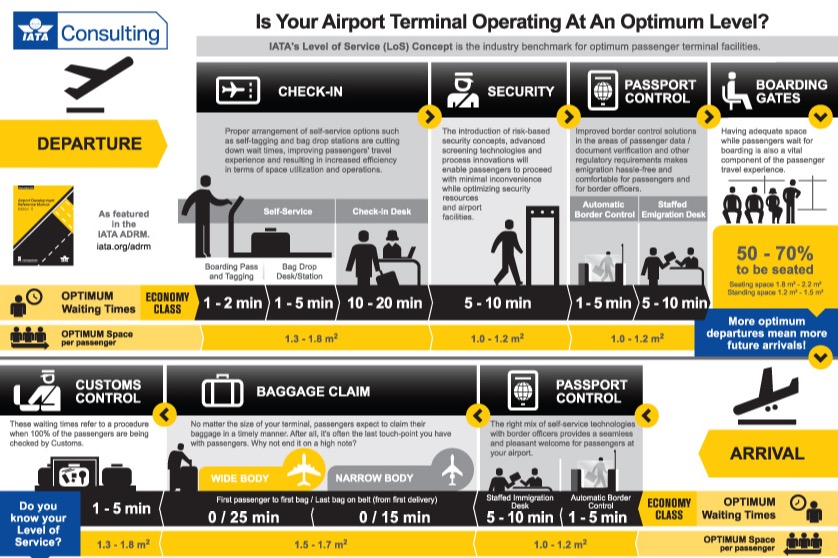 IATA
Consulting
Is Your Airport Terminal Operating At An Optimum Level?
IATA's Level of Service (LoS) Concept is the industry benchmark for optimum passenger terminal facilities.
DEPARTURE
As featured
in the
IATA ADRM.
iata.org/adrm
CHECK-IN
Proper arrangement of self-service options such
as self-tagging and bag drop stations are cutting
down wait times, improving passengers' travel
experience and resulting in increased efficiency
in terms of space utilization and operations.
Self-Service
Check-in Desk
Boarding Pass
and Tagging
Bag Drop
Desk/Station
SECURITY
The introduction of risk-based
security concepts, advanced
screening technologies and
process innovations will
enable passengers to proceed
with minimal inconvenience
while optimizing security
resources
and airport
facilities.
PASSPORT
CONTROL
Improved border control solutions
in the areas of passenger data /
document verification and other
regulatory requirements makes
emigration hassle-free and
comfortable for passengers and
for border officers.
Automatic
Border Control
Staffed
Emigration Desk
BOARDING
GATES
Having adequate space
while passengers wait for
boarding is also a vital
component of the passenger
travel experience.
50 - 70%
to be seated
Seating space 1.8 m² - 2.2 m²
Standing space 1.2 m² - 1.5 m²
OPTIMUM
Waiting Times
ECONOMY
CLASS
1 - 2 min
1 - 5 min
10 - 20 min
5 - 10 min
1 - 5 min
5 - 10 min
OPTIMUM Space
per passenger
1.3 - 1.8 m²
1.0 - 1.2 m²
1.0 - 1.2 m²
More optimum
departures mean more
future arrivals!
CUSTOMS
CONTROL
These waiting times refer to a procedure
when 100% of the passengers are being
checked by Customs.
BAGGAGE CLAIM
No matter the size of your terminal, passengers expect to claim their
baggage in a timely manner. After all, it's often the last touch-point you have
with passengers. Why not end it on a high note?
WIDE BODY
NARROW BODY
First passenger to first bag / Last bag on belt (from first delivery)
PASSPORT
CONTROL
The right mix of self-service technologies
with border officers provides a seamless
and pleasant welcome for passengers at
your airport.
Staffed Immigration
Desk
Automatic Border
Control
ARRIVAL
Do you
know your
Level of
Service?
1 - 5 min
0 / 25 min
0 / 15 min
5 - 10 min
1 - 5 min
ECONOMY
CLASS
OPTIMUM
Waiting Times
1.3 - 1.8 m²
1.5 - 1.7 m²
1.0 - 1.2 m²
OPTIMUM Space
per passenger